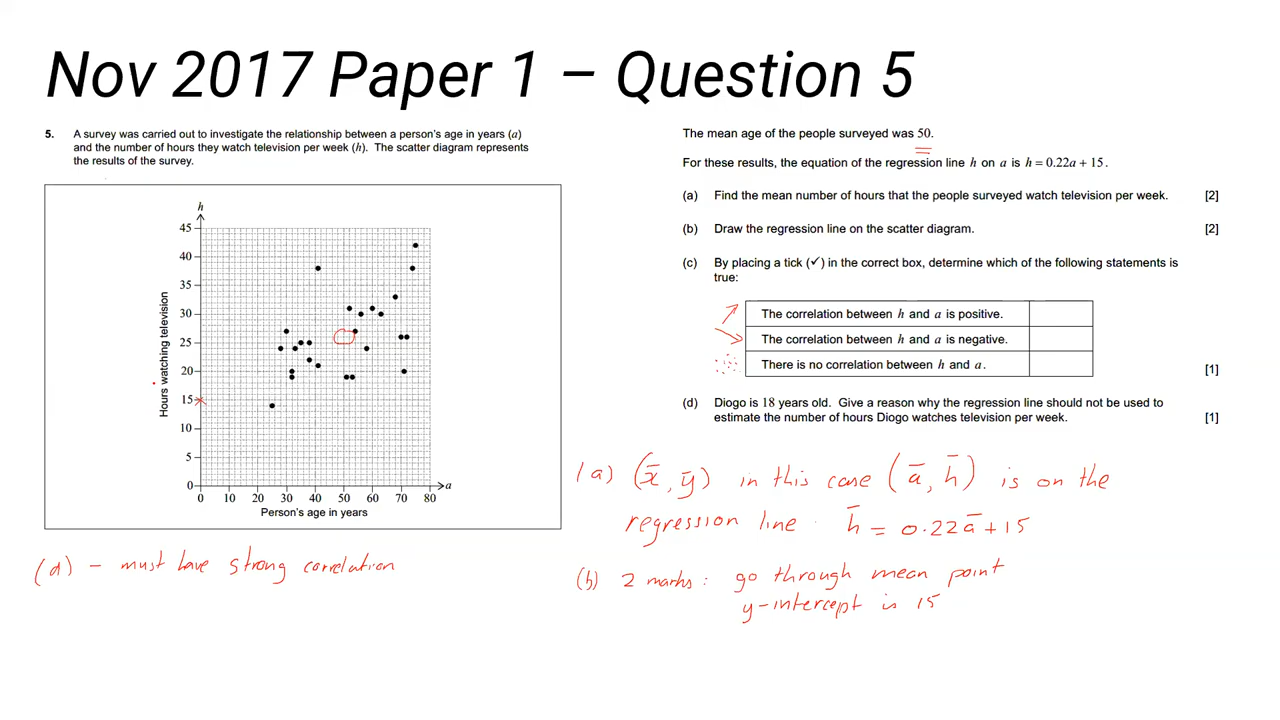 Nov 2017 Paper 1 – Question 5
5. A survey was carried out to investigate the relationship between a person's age in years (a)
and the number of hours they watch television per week (h). The scatter diagram represents
the results of the survey.
h
45
40
35
30
25
20
15
10
5
0
Hours watching television
0 10 20 30 40 50 60 70 80
a
Person's age in years
(d) – must have strong correlation
The mean age of the people surveyed was 50.
For these results, the equation of the regression line h on a is h = 0.22a + 15.
(a) Find the mean number of hours that the people surveyed watch television per week. [2]
(b) Draw the regression line on the scatter diagram. [2]
(c) By placing a tick (✓) in the correct box, determine which of the following statements is
true:
The correlation between h and a is positive.
The correlation between h and a is negative.
There is no correlation between h and a.
[1]
(d) Diogo is 18 years old. Give a reason why the regression line should not be used to
estimate the number of hours Diogo watches television per week. [1]
(a) (x̄, ȳ) in this case (ā, h̄) is on the
regression line. h̄ = 0.22ā + 15
(b) 2 marks: go through mean point
y-intercept is 15